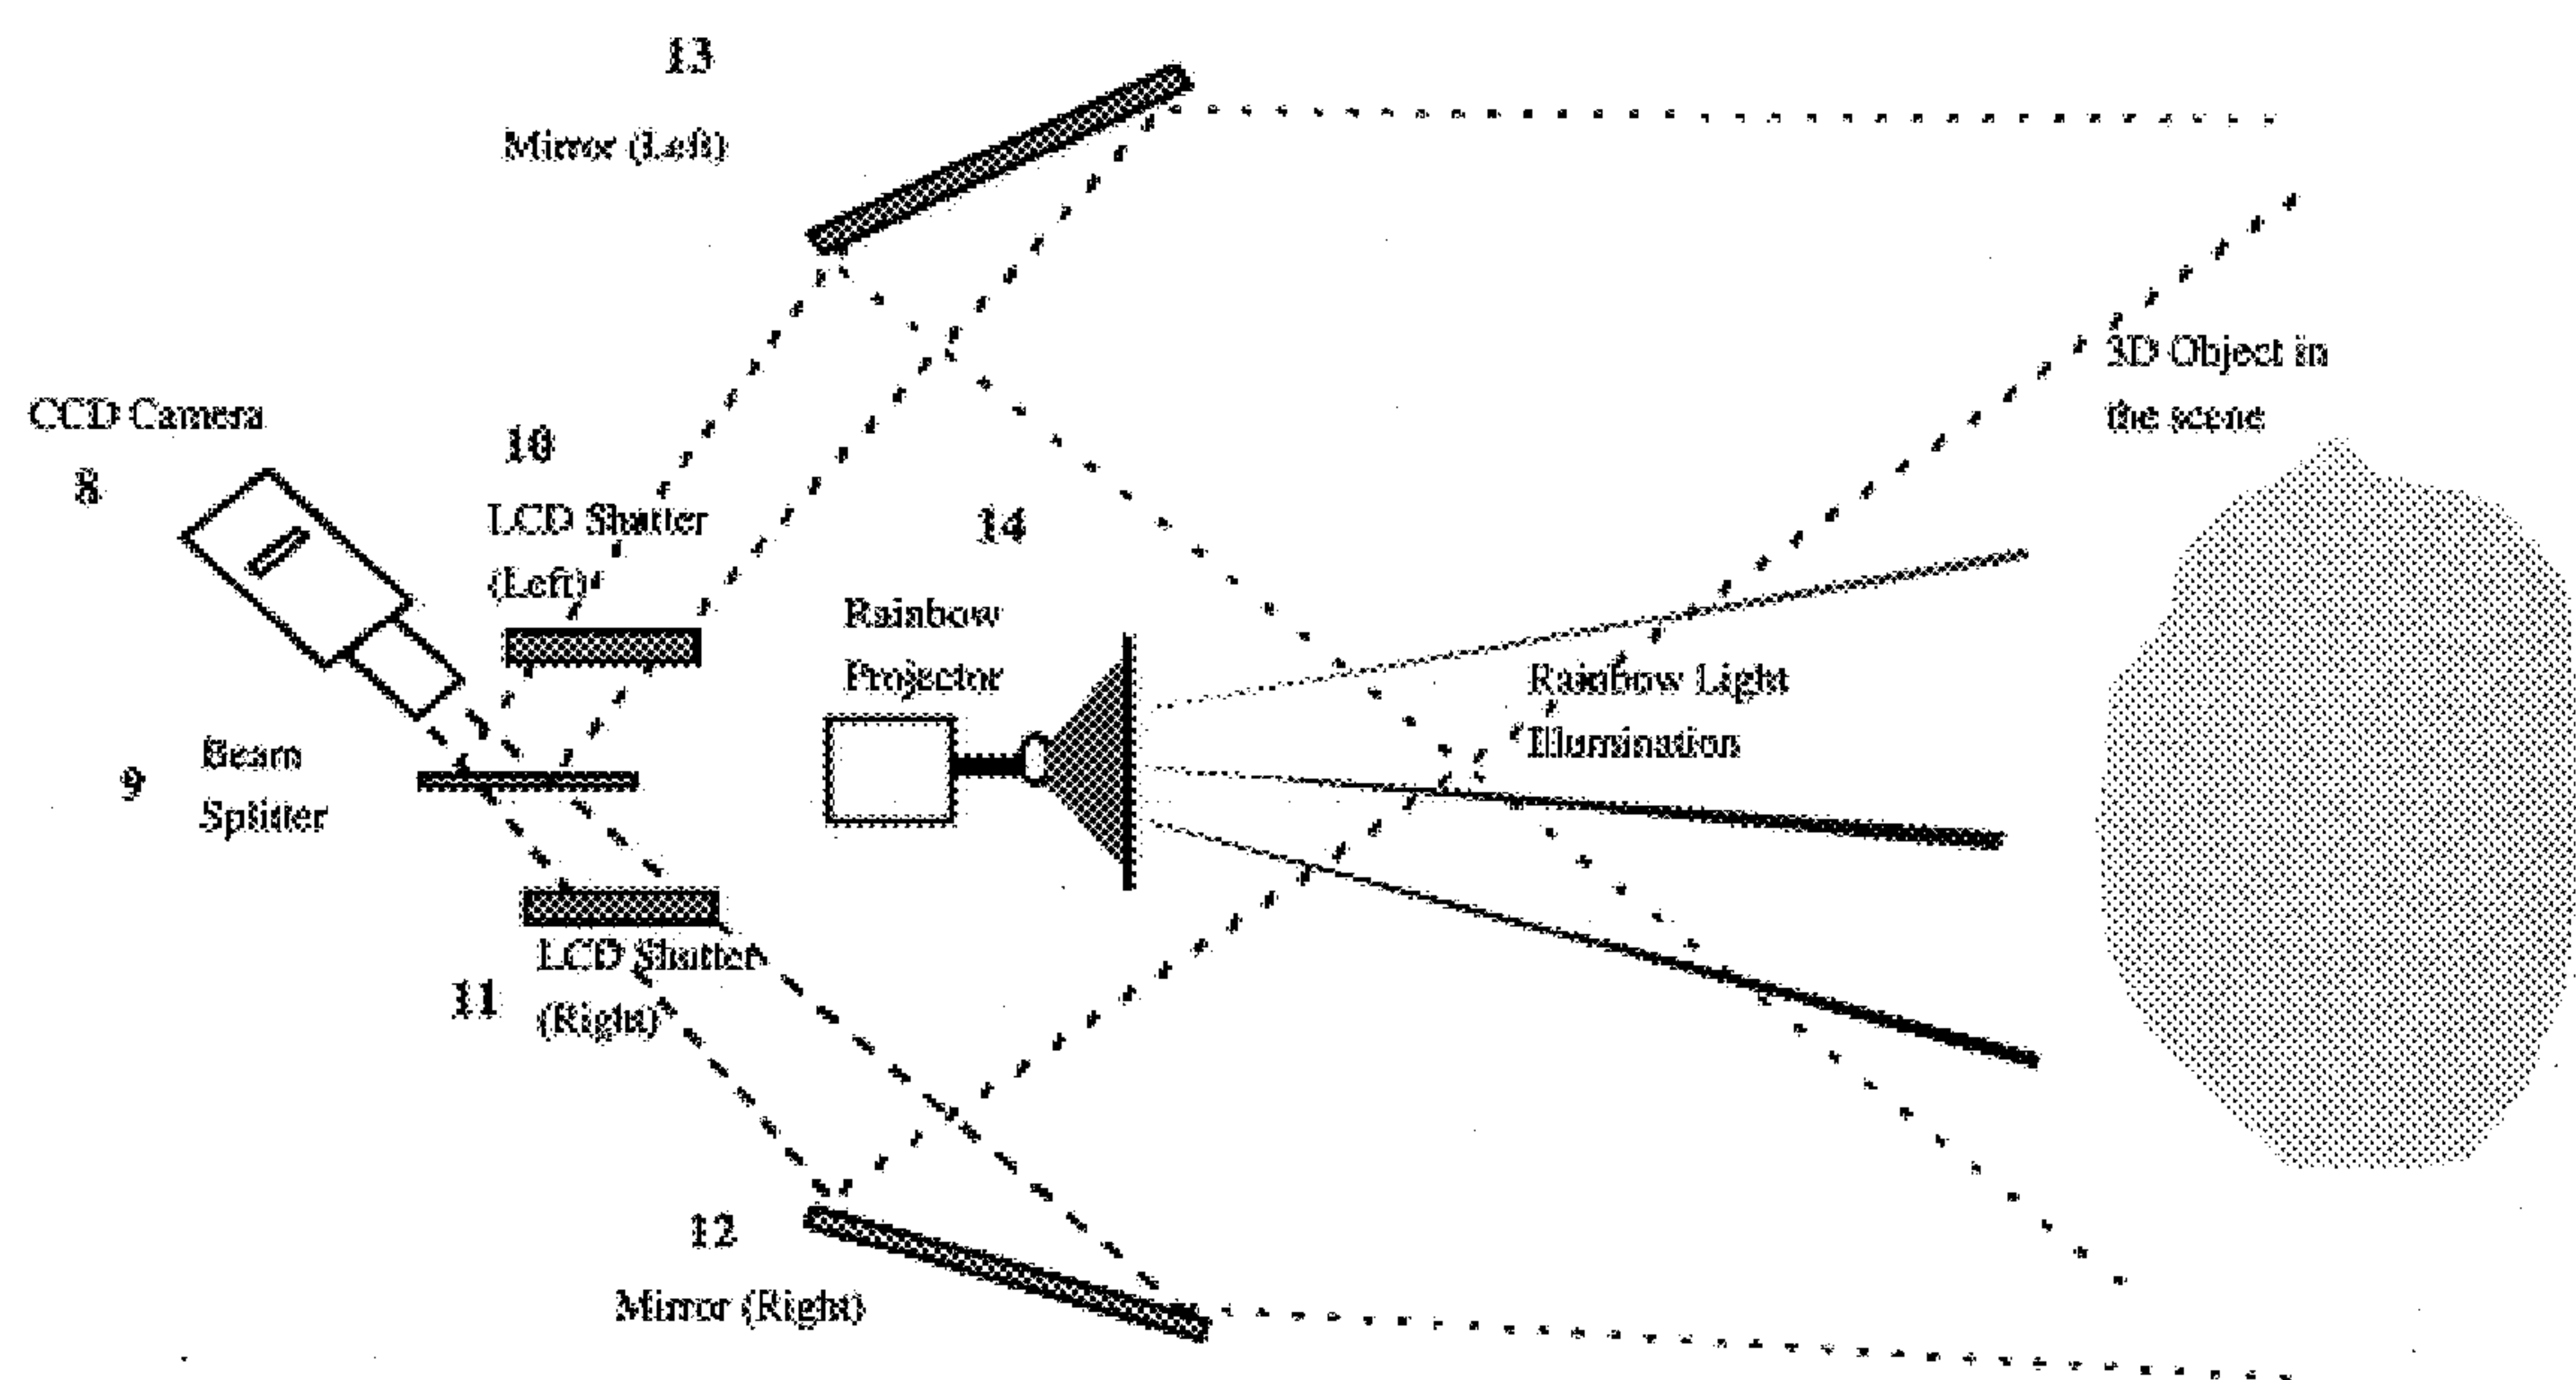 13
Mirror (Left)
3D Object in
the scene
CCD Camera
8
10
LCD Shutter
(Left)
14
Rainbow
Projector
Rainbow Light
Illumination
Beam
Splitter
9
LCD Shutter
(Right)
11
12
Mirror (Right)